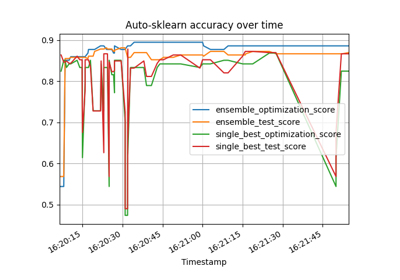 Auto-sklearn accuracy over time
0.9
0.8
0.7
0.6
0.5
ensemble_optimization_score
ensemble_test_score
single_best_optimization_score
single_best_test_score
16:20:15
16:20:30
16:20:45
16:21:00
16:21:15
16:21:30
16:21:45
Timestamp